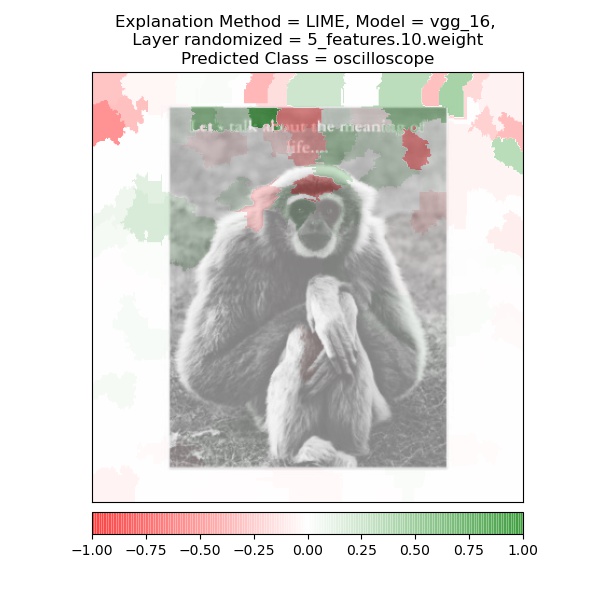 Explanation Method = LIME, Model = vgg_16,
Layer randomized = 5_features.10.weight
Predicted Class = oscilloscope
Let's talk about the meaning of
life....
−1.00 −0.75 −0.50 −0.25 0.00 0.25 0.50 0.75 1.00